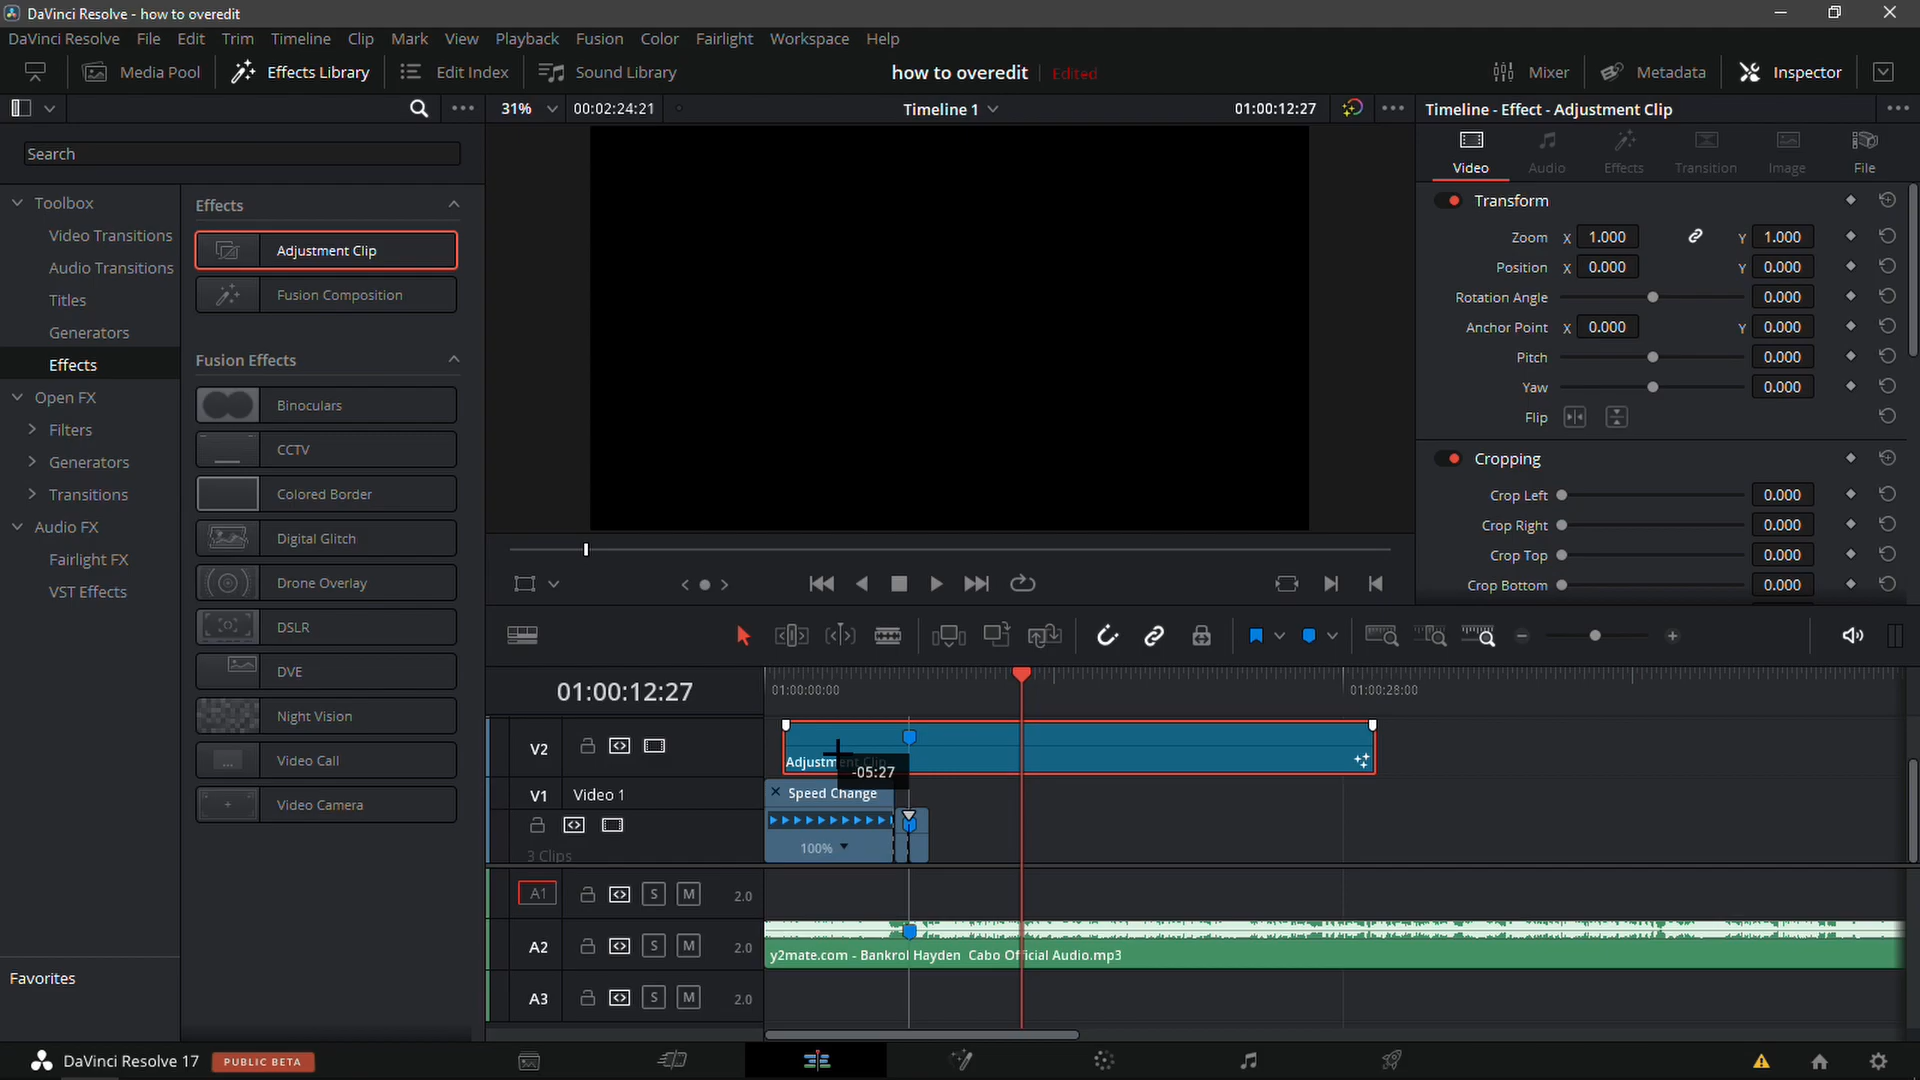 DaVinci Resolve - how to overedit
DaVinci Resolve File Edit Trim Timeline Clip Mark View Playback Fusion Color Fairlight Workspace Help
Media Pool Effects Library Edit Index Sound Library how to overedit Edited Mixer Metadata Inspector
31% 00:02:24:21 Timeline 1 01:00:12:27 Timeline - Effect - Adjustment Clip
Search
Video Audio Effects Transition Image File
Toolbox
Video Transitions
Audio Transitions
Titles
Generators
Effects
Open FX
Filters
Generators
Transitions
Audio FX
Fairlight FX
VST Effects
Favorites
Effects
Adjustment Clip
Fusion Composition
Fusion Effects
Binoculars
CCTV
Colored Border
Digital Glitch
Drone Overlay
DSLR
DVE
Night Vision
Video Call
Video Camera
Transform
Zoom X 1.000 Y 1.000
Position X 0.000 Y 0.000
Rotation Angle 0.000
Anchor Point X 0.000 Y 0.000
Pitch 0.000
Yaw 0.000
Flip
Cropping
Crop Left 0.000
Crop Right 0.000
Crop Top 0.000
Crop Bottom 0.000
01:00:12:27 01:00:00:00 01:00:28:00
V2 Adjustment Clip
-05:27
V1 Video 1 Speed Change
3 Clips 100%
A1 S M 2.0
A2 S M 2.0 y2mate.com - Bankrol Hayden Cabo Official Audio.mp3
A3 S M 2.0
DaVinci Resolve 17 PUBLIC BETA